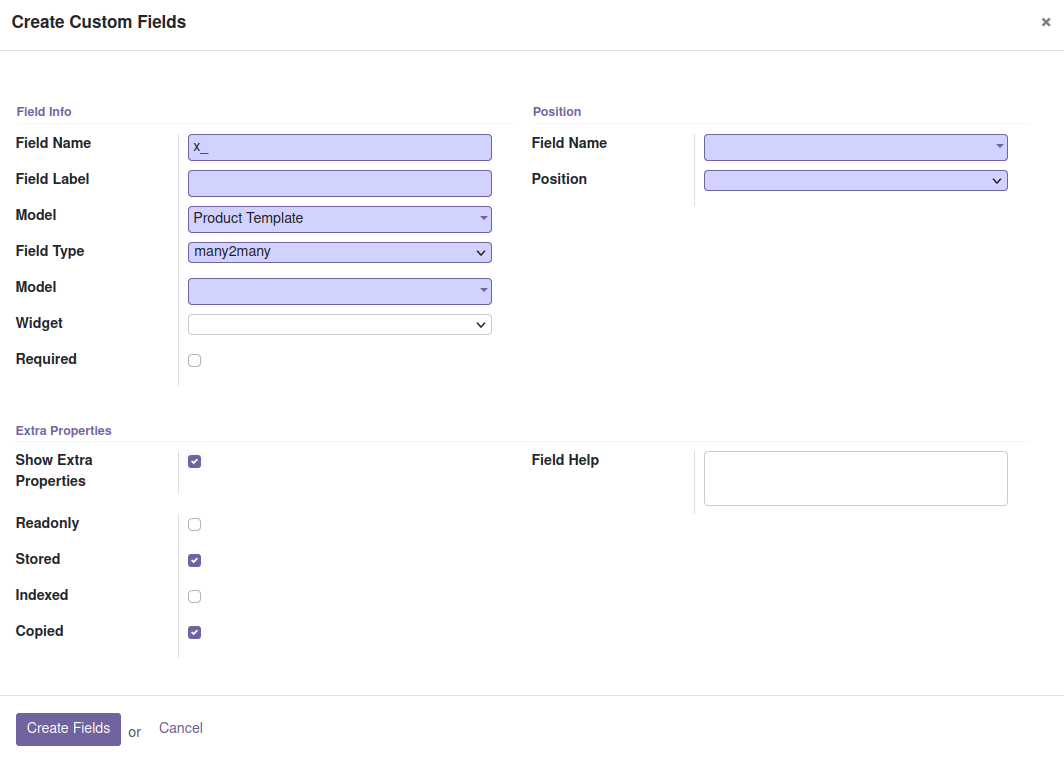 Create Custom Fields
Field Info
Field Name
x_
Field Label
Model
Product Template
Field Type
many2many
Model
Widget
Required
Position
Field Name
Position
Extra Properties
Show Extra
Properties
Readonly
Stored
Indexed
Copied
Field Help
Create Fields or Cancel